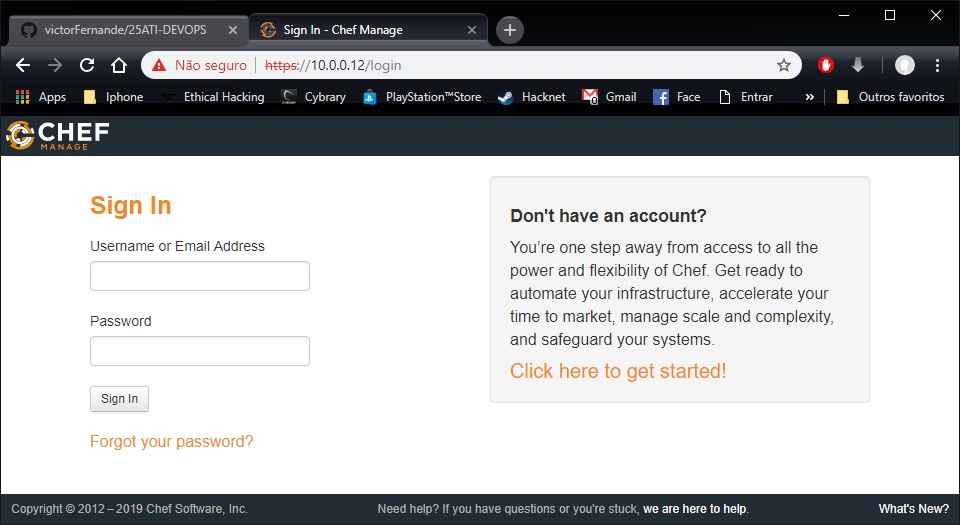 victorFernande/25ATI-DEVOPS
Sign In - Chef Manage
Não seguro
https://10.0.0.12/login
Apps
Iphone
Ethical Hacking
Cybrary
PlayStation™Store
Hacknet
Gmail
Face
Entrar
»
Outros favoritos
CHEF
MANAGE
Sign In
Username or Email Address
Password
Sign In
Forgot your password?
Don't have an account?
You're one step away from access to all the
power and flexibility of Chef. Get ready to
automate your infrastructure, accelerate your
time to market, manage scale and complexity,
and safeguard your systems.
Click here to get started!
Copyright © 2012 – 2019 Chef Software, Inc.
Need help? If you have questions or you're stuck, we are here to help.
What's New?